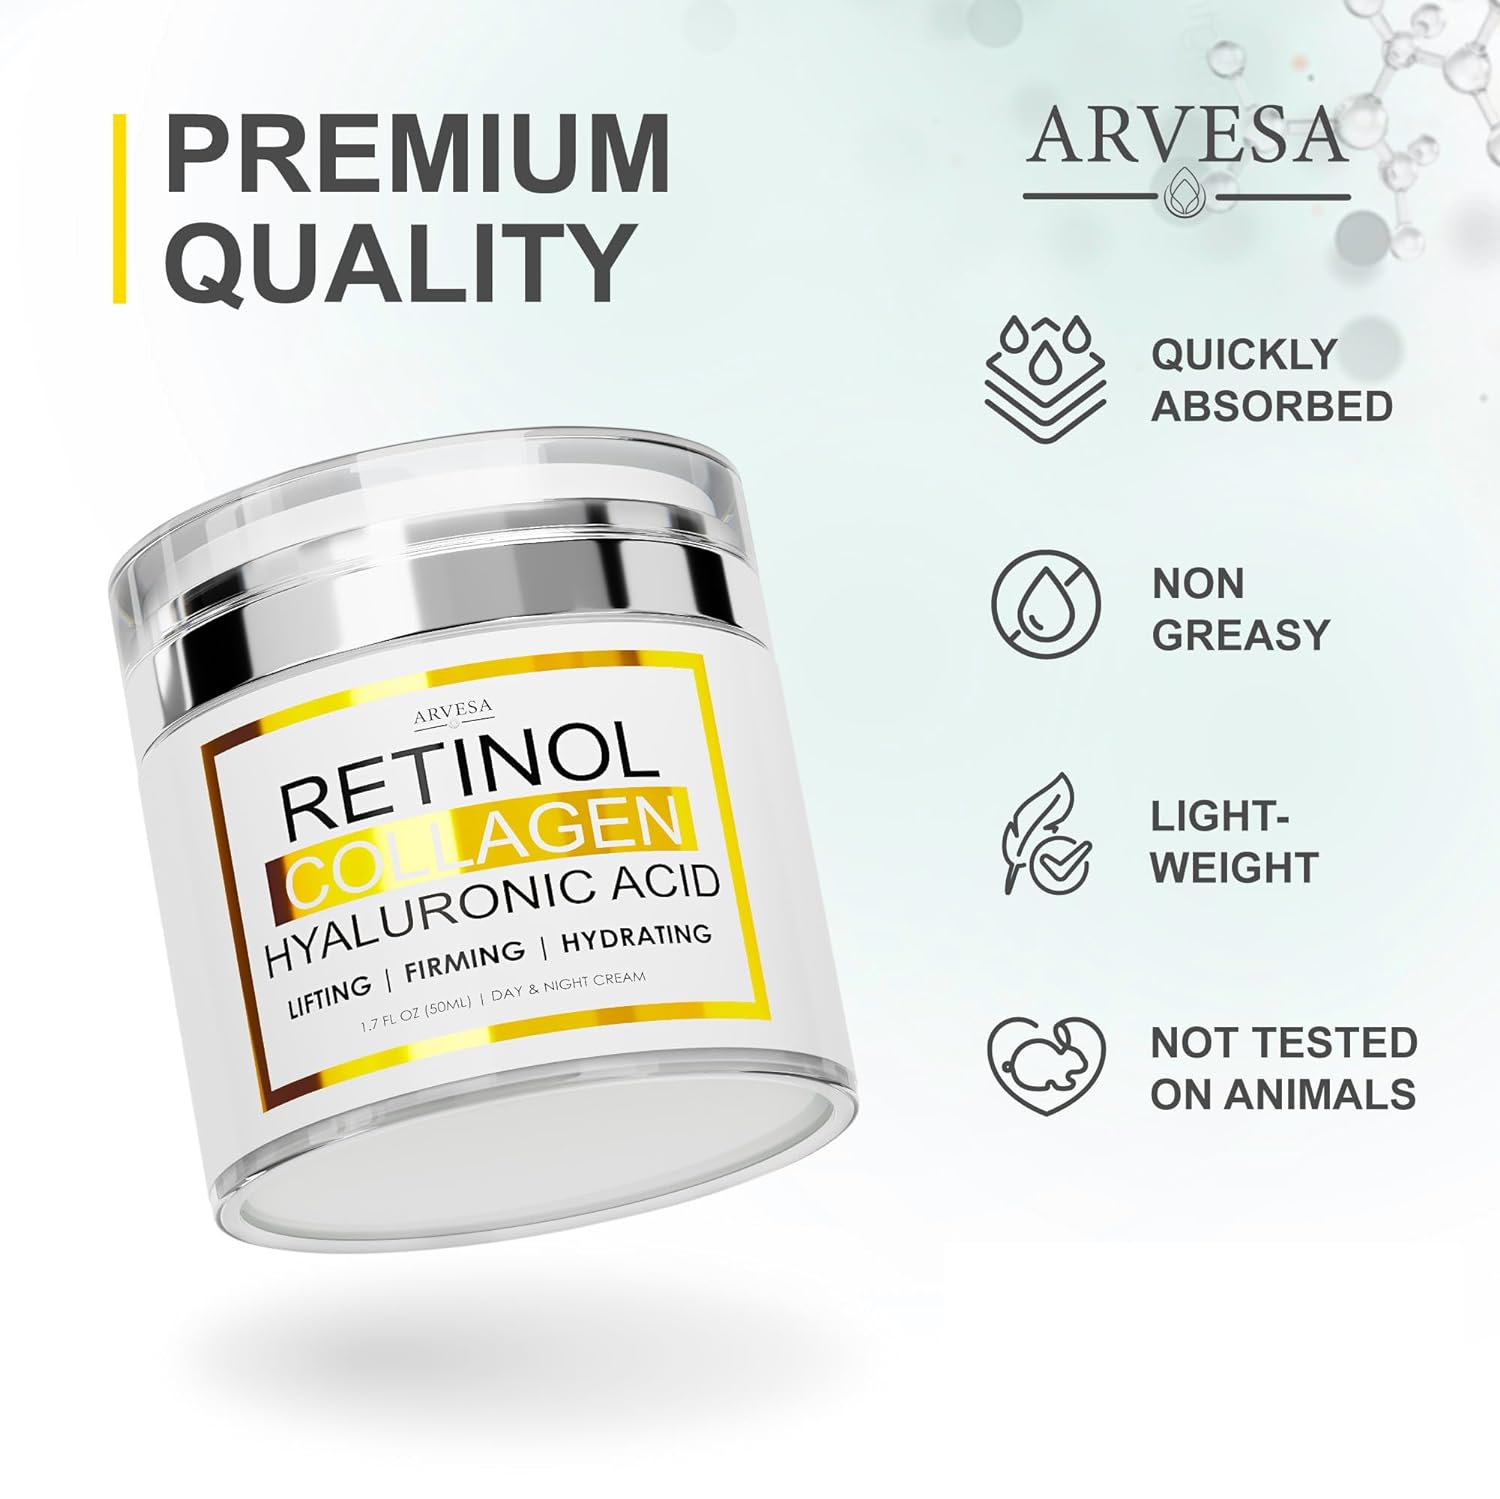 PREMIUM
QUALITY
ARVESA
QUICKLY
ABSORBED
NON
GREASY
LIGHT-
WEIGHT
NOT TESTED
ON ANIMALS
ARVESA
RETINOL
COLLAGEN
HYALURONIC ACID
LIFTING | FIRMING | HYDRATING
1.7 FL OZ (50ML) | DAY & NIGHT CREAM